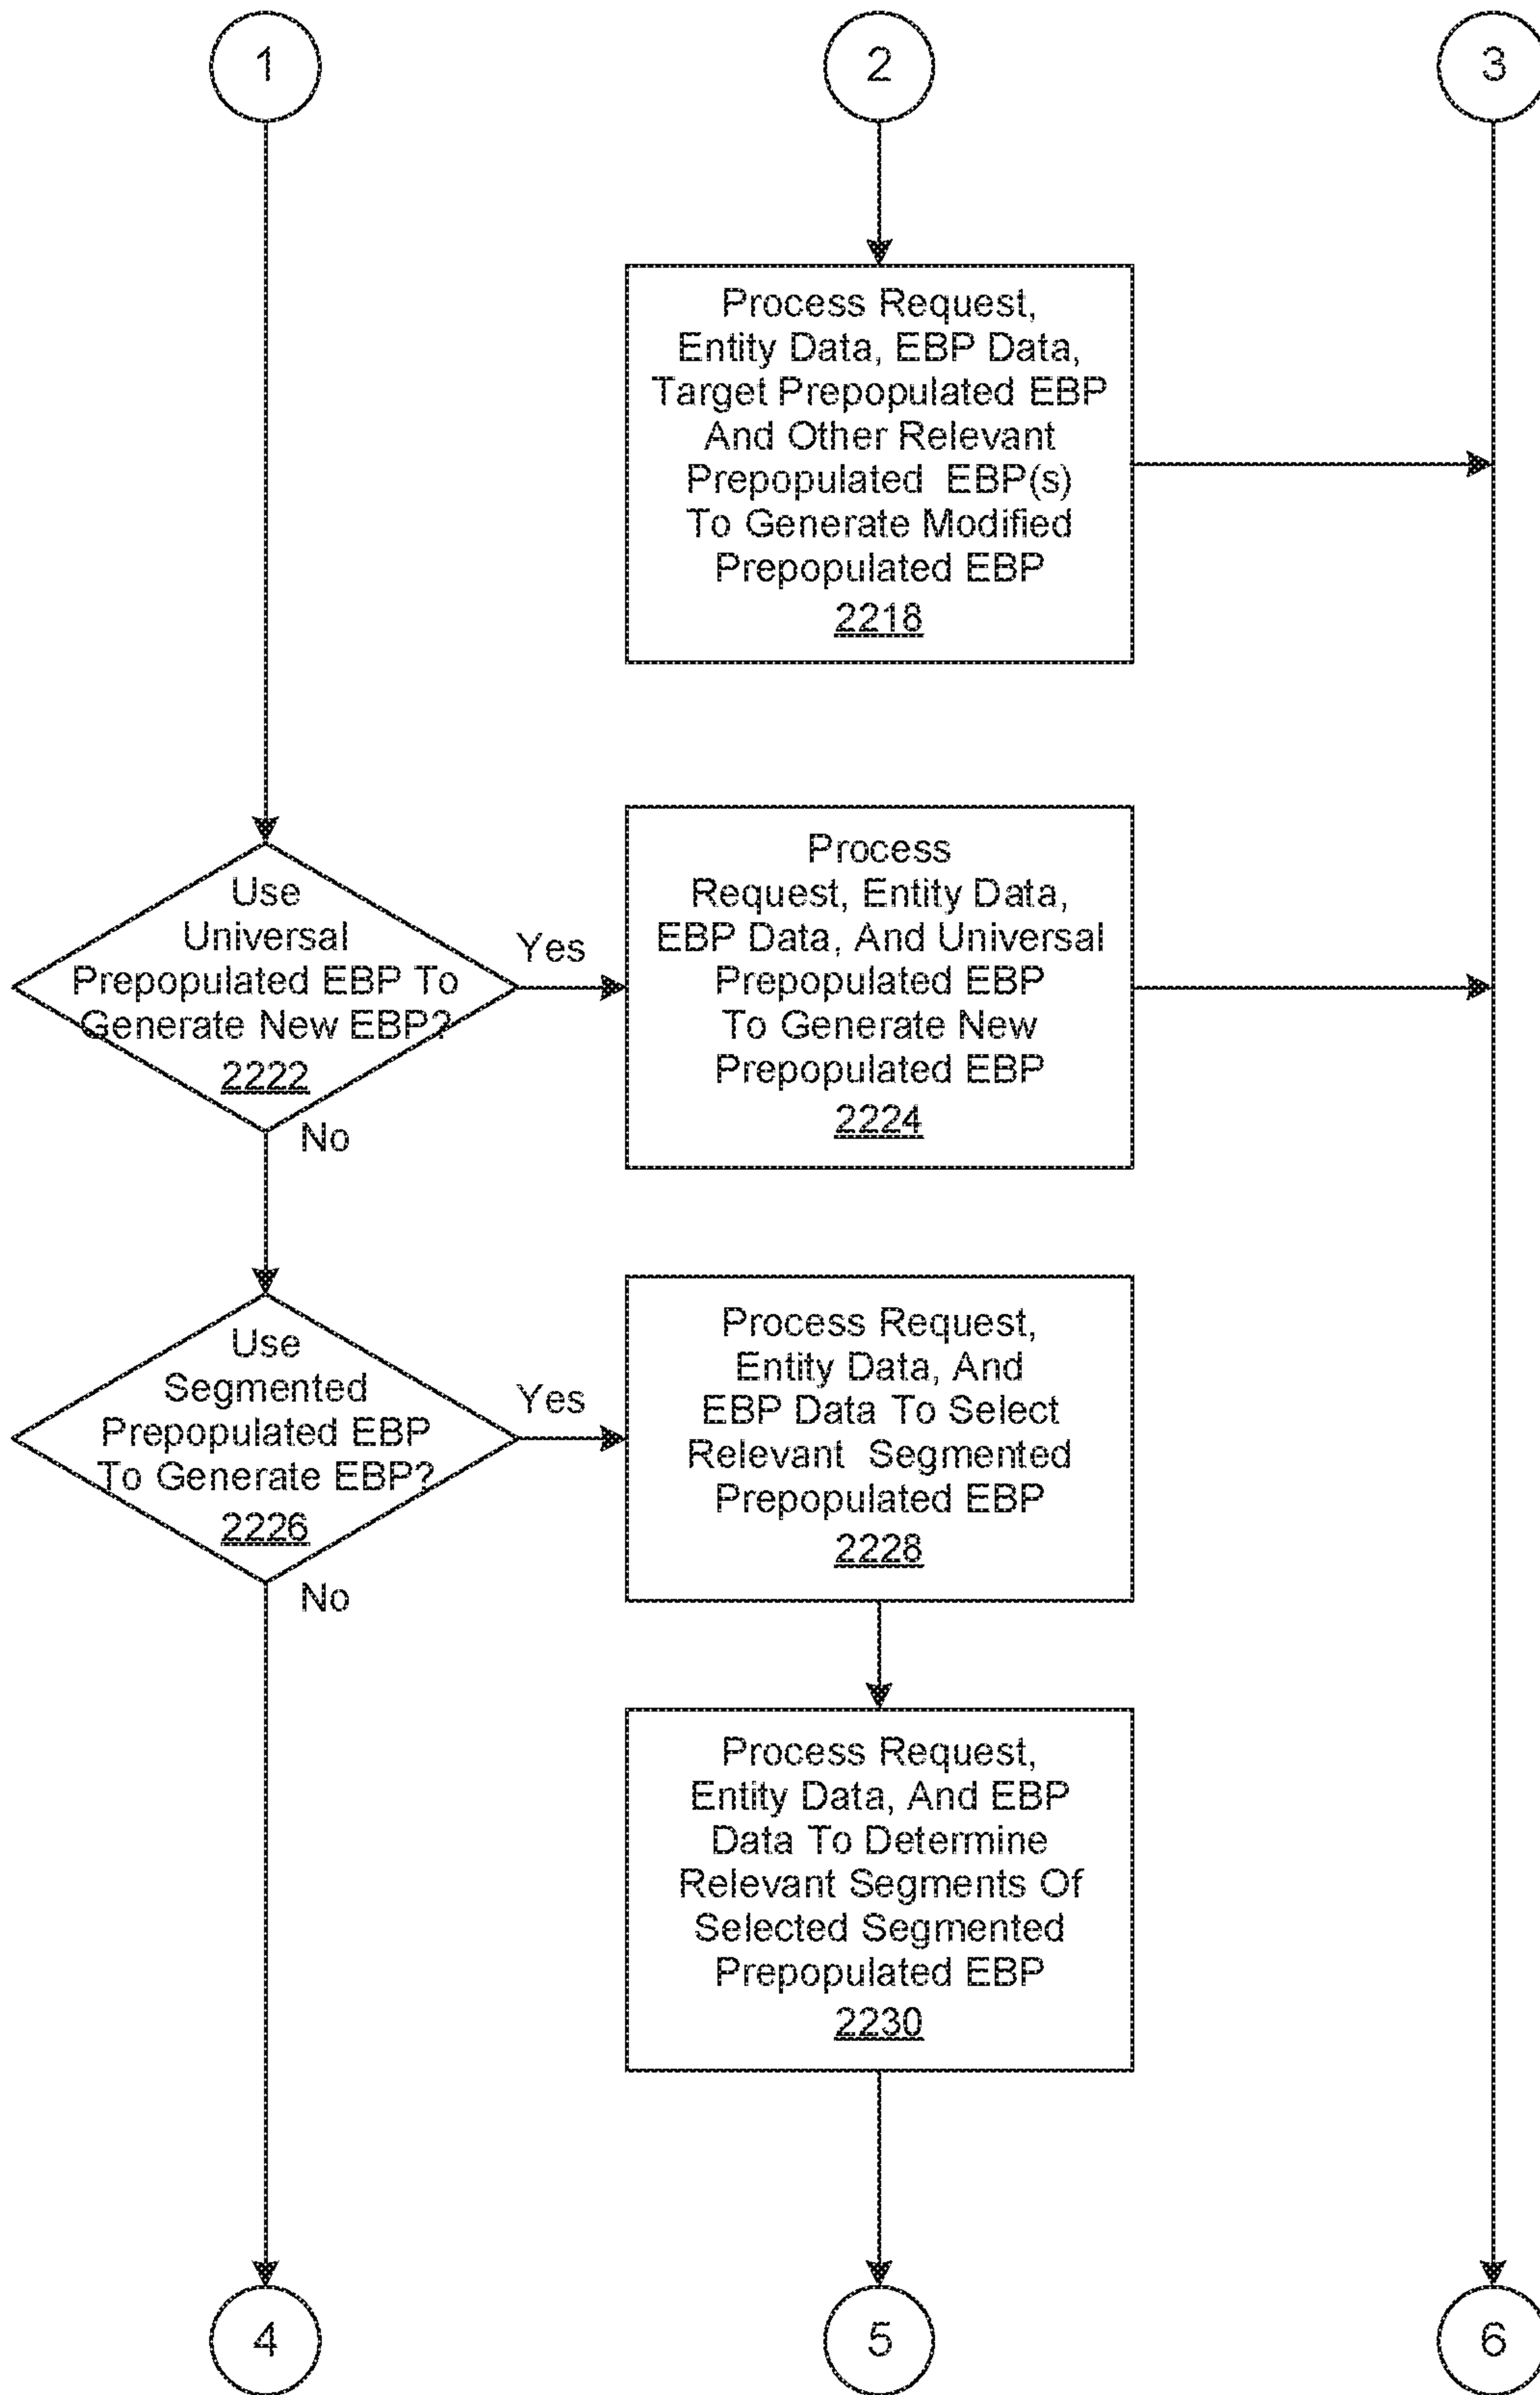 1
2
3
Process Request,
Entity Data, EBP Data,
Target Prepopulated EBP
And Other Relevant
Prepopulated EBP(s)
To Generate Modified
Prepopulated EBP
2218
Use
Universal
Prepopulated EBP To
Generate New EBP?
2222
Yes
No
Process
Request, Entity Data,
EBP Data, And Universal
Prepopulated EBP
To Generate New
Prepopulated EBP
2224
Use
Segmented
Prepopulated EBP
To Generate EBP?
2226
Yes
No
Process Request,
Entity Data, And
EBP Data To Select
Relevant Segmented
Prepopulated EBP
2228
Process Request,
Entity Data, And EBP
Data To Determine
Relevant Segments Of
Selected Segmented
Prepopulated EBP
2230
4
5
6